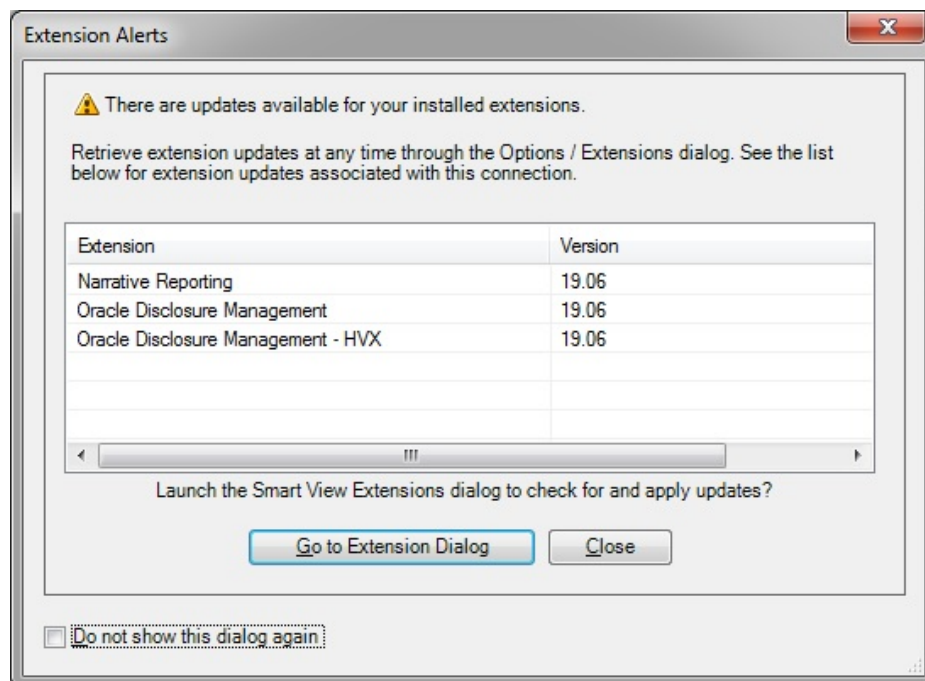 Extension Alerts
There are updates available for your installed extensions.
Retrieve extension updates at any time through the Options / Extensions dialog. See the list
below for extension updates associated with this connection.
Extension Version
Narrative Reporting 19.06
Oracle Disclosure Management 19.06
Oracle Disclosure Management - HVX 19.06
Launch the Smart View Extensions dialog to check for and apply updates?
Go to Extension Dialog Close
Do not show this dialog again